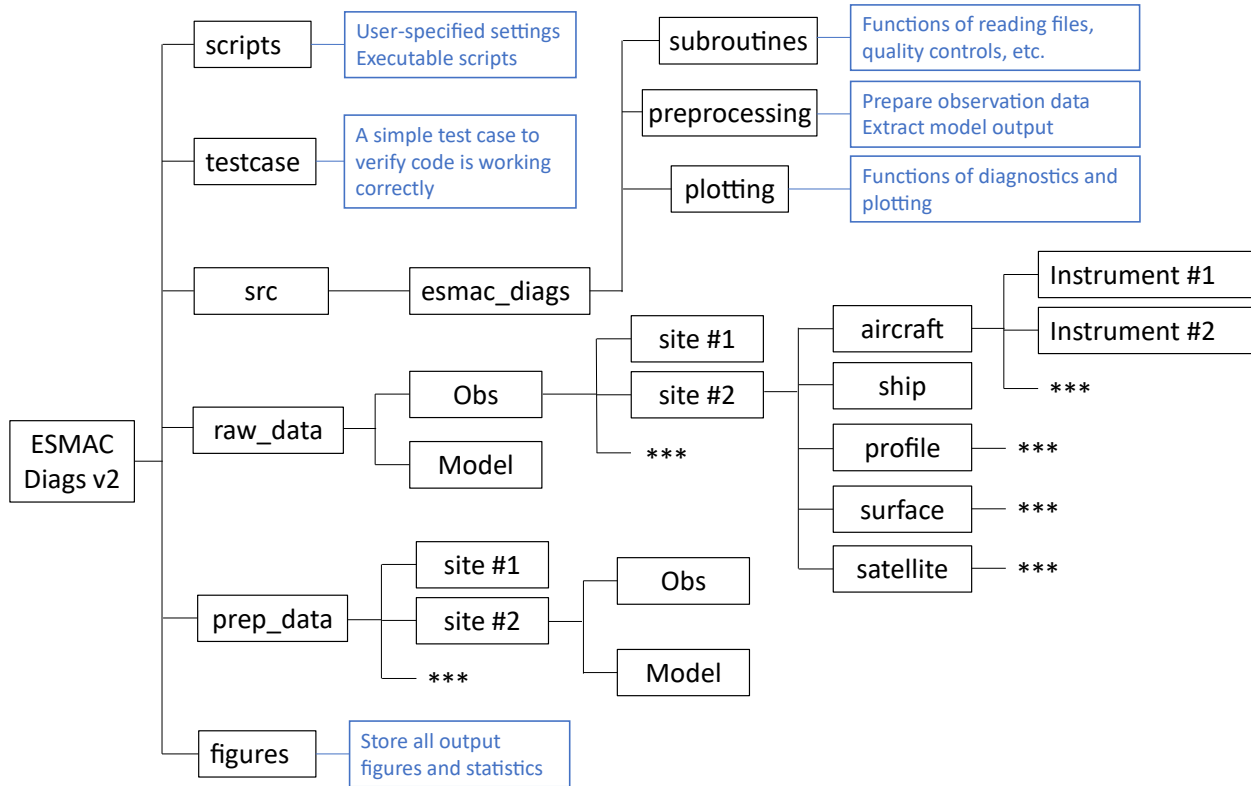 scripts
User-specified settings
Executable scripts
subroutines
Functions of reading files,
quality controls, etc.
testcase
A simple test case to
verify code is working
correctly
preprocessing
Prepare observation data
Extract model output
plotting
Functions of diagnostics and
plotting
src
esmac_diags
ESMAC
Diags v2
raw_data
Obs
Model
site #1
site #2
***
aircraft
Instrument #1
Instrument #2
***
ship
profile
***
surface
***
satellite
***
prep_data
site #1
site #2
***
Obs
Model
figures
Store all output
figures and statistics